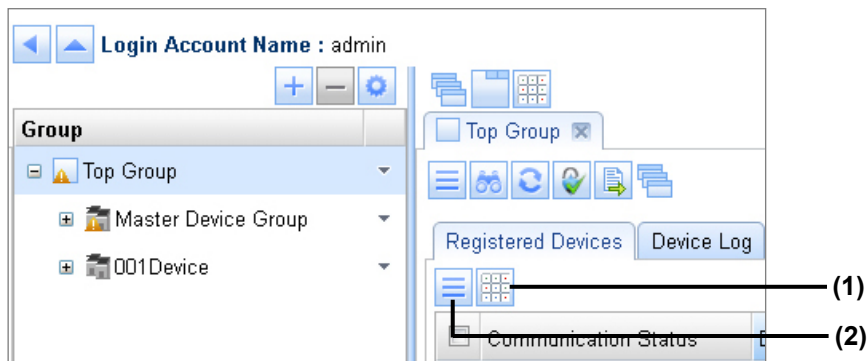 Login Account Name : admin
Group
Top Group
Master Device Group
001Device
Top Group
Registered Devices
Device Log
(1)
(2)
Communication Status